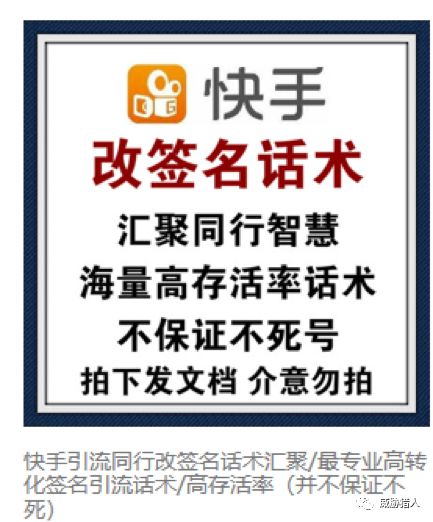 快手
改签名话术
汇聚同行智慧
海量高存活率话术
不保证不死号
拍下发文档 介意勿拍
快手引流同行改签名话术汇聚/最专业高转
化签名引流话术/高存活率（并不保证不
死）
威胁猎人